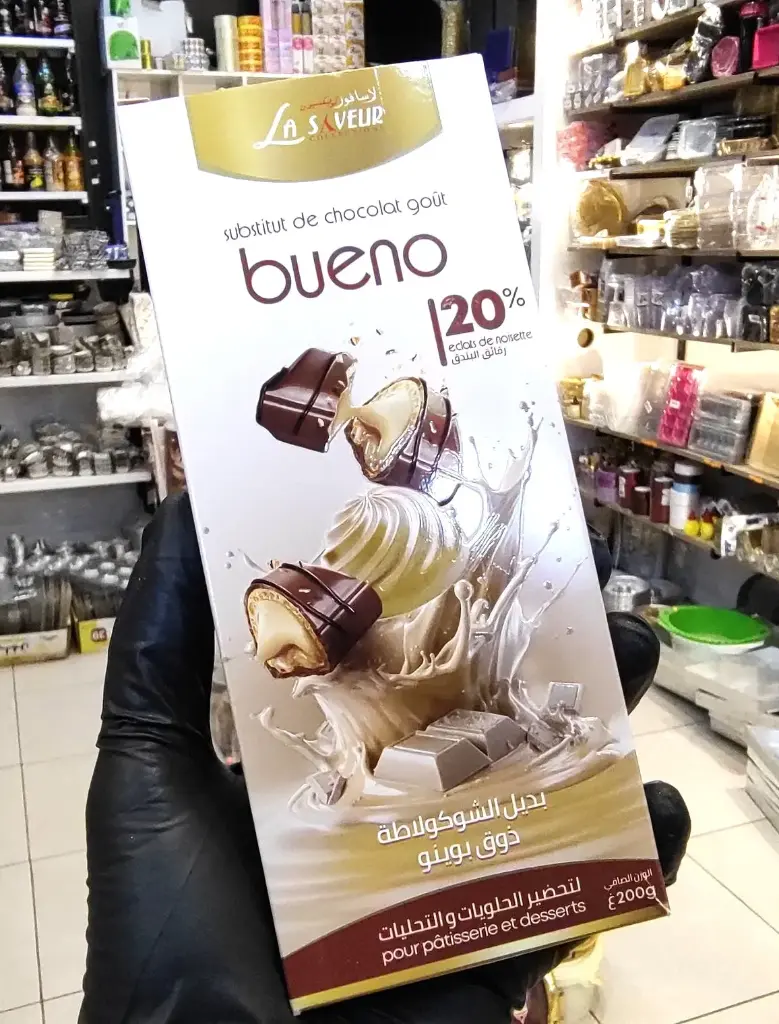 لاسافور
LA SAVEUR
substitut de chocolat goût
bueno
20%
eclats de noisette
رقائق البندق
بديل الشوكولاطة
ذوق بوينو
لتحضير الحلويات و التحليات
pour pâtisserie et desserts
الوزن الصافي
200g غ